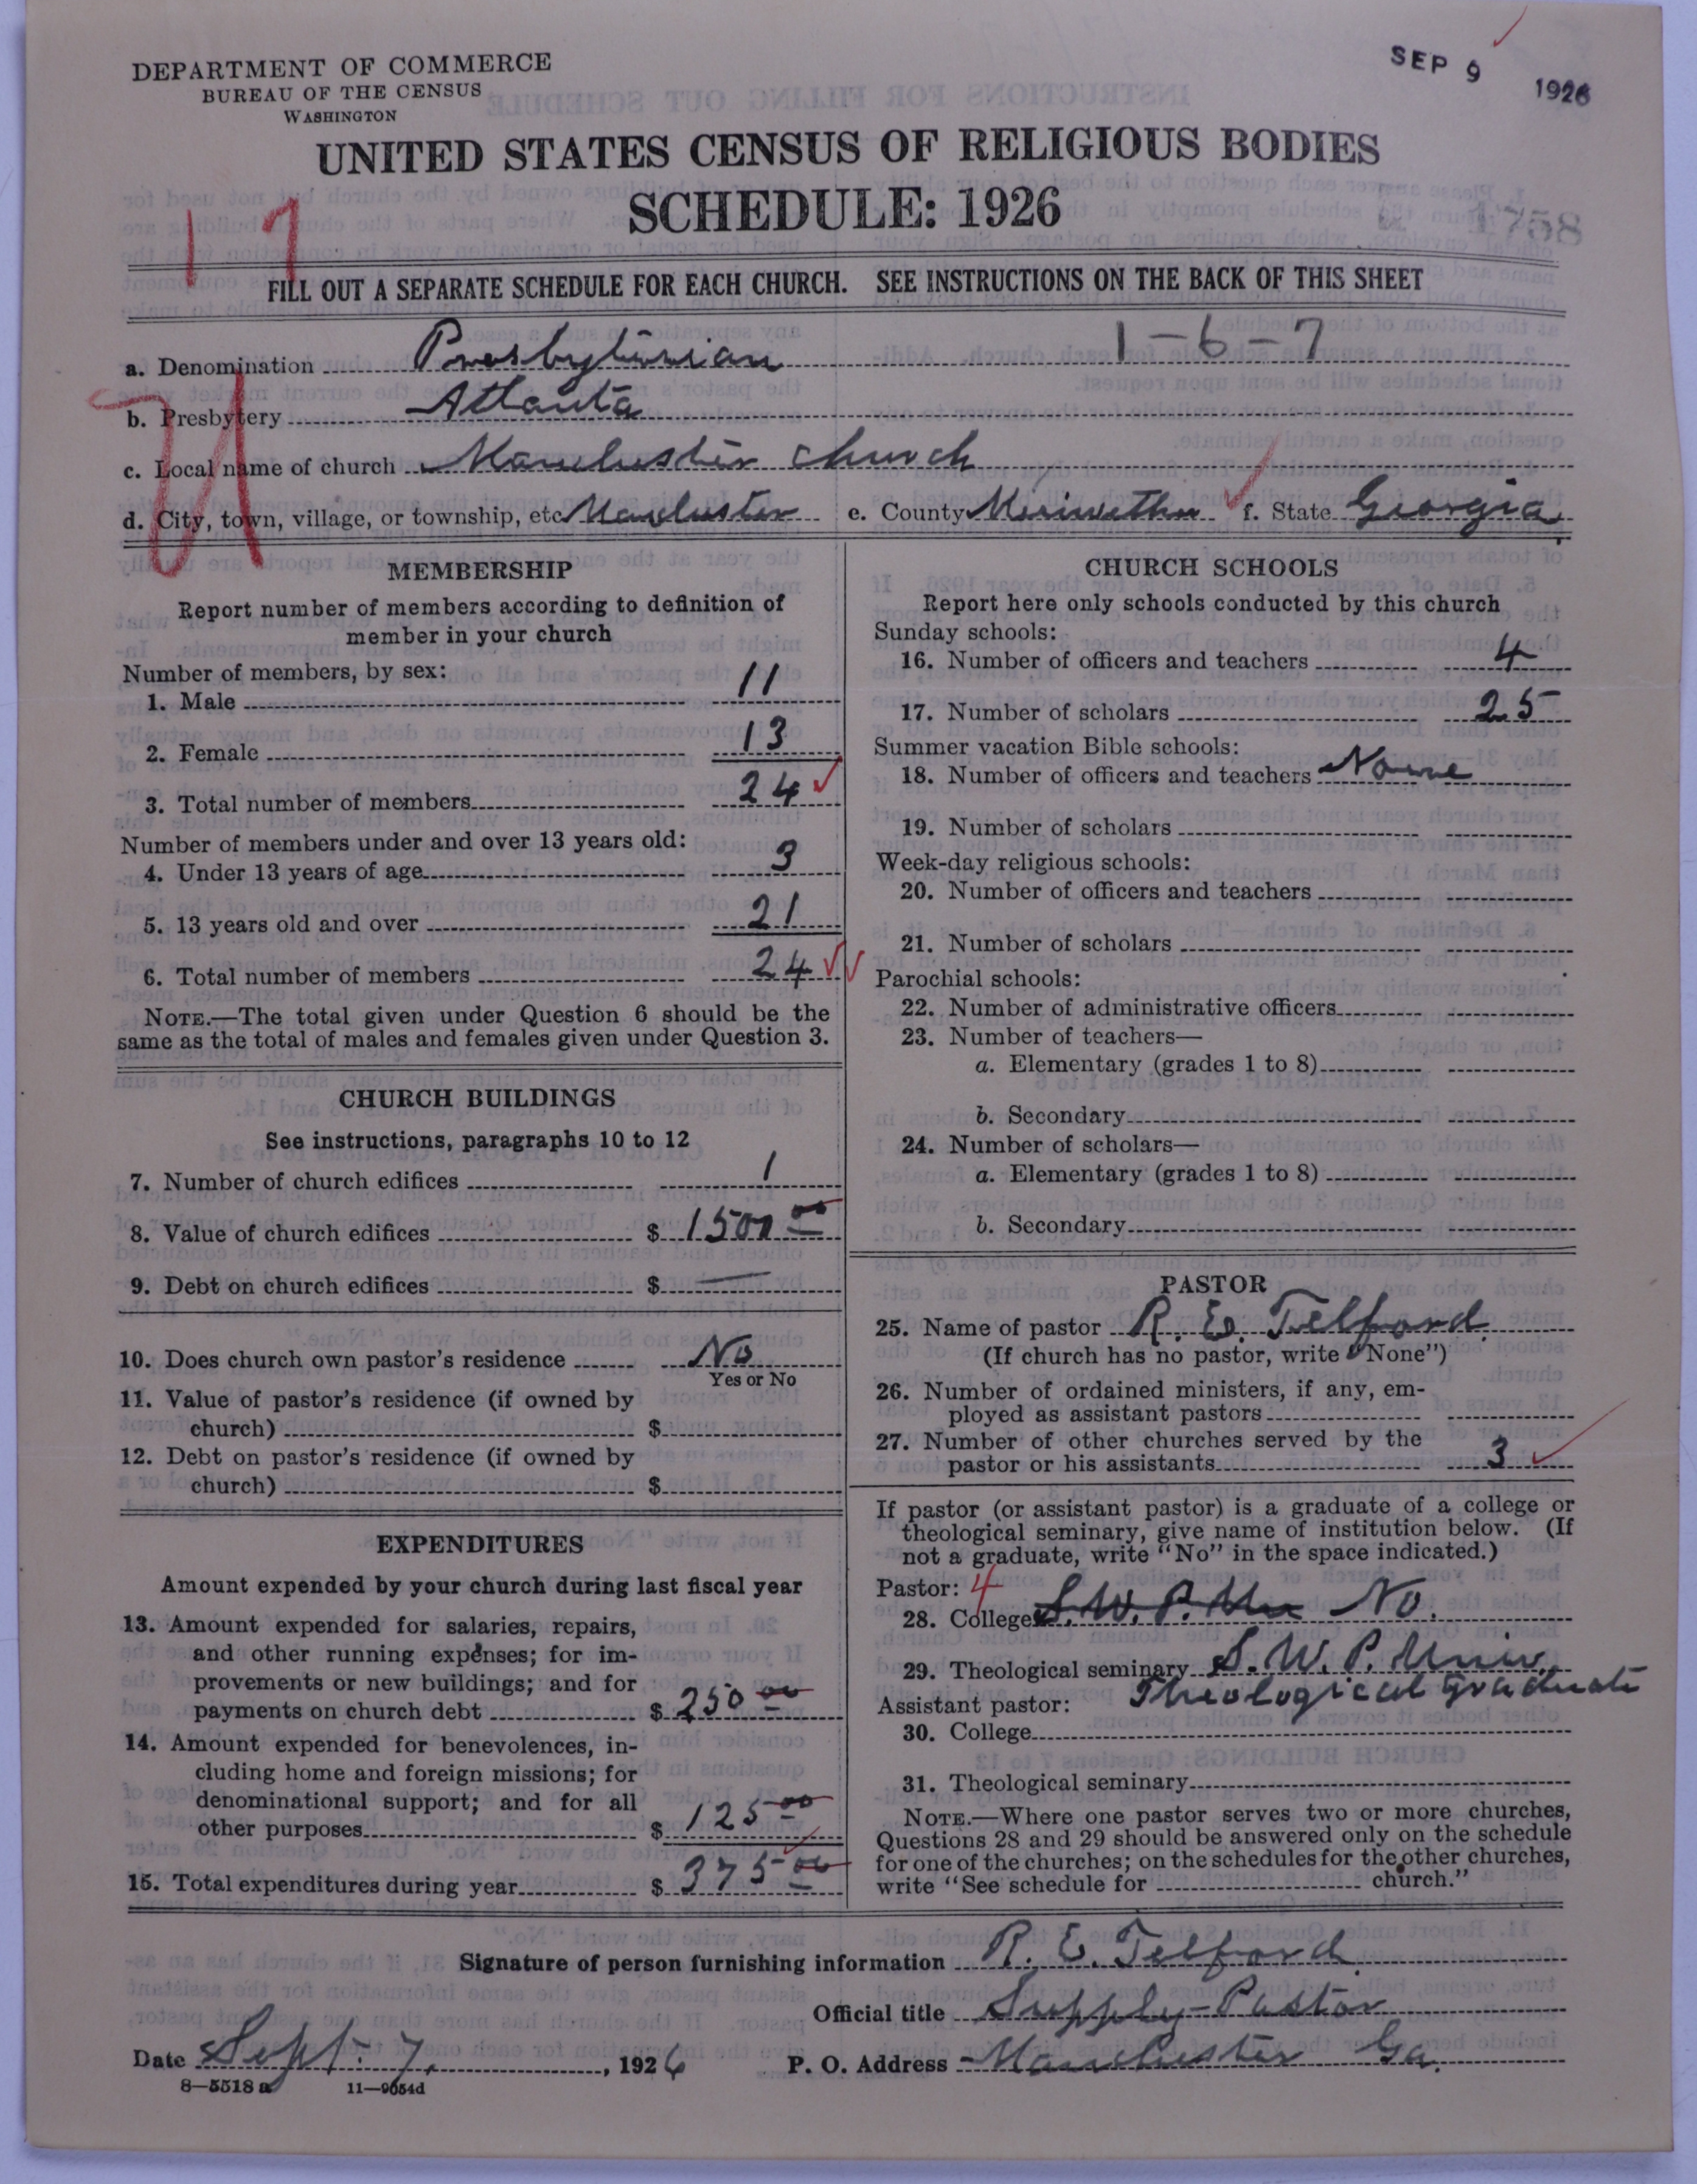 DEPARTMENT OF COMMERCE
BUREAU OF THE CENSUS
WASHINGTON
SEP 9 1926
UNITED STATES CENSUS OF RELIGIOUS BODIES
SCHEDULE: 1926
1758
17
FILL OUT A SEPARATE SCHEDULE FOR EACH CHURCH. SEE INSTRUCTIONS ON THE BACK OF THIS SHEET
a. Denomination Presbyterian 1-6-7
b. Presbytery Atlanta
c. Local name of church Manchester church
d. City, town, village, or township, etc Manchester e. County Meriwether f. State Georgia
MEMBERSHIP
Report number of members according to definition of
member in your church
Number of members, by sex:
1. Male 11
2. Female 13
3. Total number of members 24
Number of members under and over 13 years old:
4. Under 13 years of age 3
5. 13 years old and over 21
6. Total number of members 24
NOTE.—The total given under Question 6 should be the
same as the total of males and females given under Question 3.
CHURCH BUILDINGS
See instructions, paragraphs 10 to 12
7. Number of church edifices 1
8. Value of church edifices $ 1500 00
9. Debt on church edifices $ —
10. Does church own pastor's residence No
Yes or No
11. Value of pastor's residence (if owned by
church) $
12. Debt on pastor's residence (if owned by
church) $
EXPENDITURES
Amount expended by your church during last fiscal year
13. Amount expended for salaries, repairs,
and other running expenses; for im-
provements or new buildings; and for
payments on church debt $ 250 00
14. Amount expended for benevolences, in-
cluding home and foreign missions; for
denominational support; and for all
other purposes $ 125 00
15. Total expenditures during year $ 375 00
CHURCH SCHOOLS
Report here only schools conducted by this church
Sunday schools:
16. Number of officers and teachers 4
17. Number of scholars 25
Summer vacation Bible schools:
18. Number of officers and teachers None
19. Number of scholars
Week-day religious schools:
20. Number of officers and teachers
21. Number of scholars
Parochial schools:
22. Number of administrative officers
23. Number of teachers—
a. Elementary (grades 1 to 8)
b. Secondary
24. Number of scholars—
a. Elementary (grades 1 to 8)
b. Secondary
PASTOR
25. Name of pastor R. E. Telford
(If church has no pastor, write "None")
26. Number of ordained ministers, if any, em-
ployed as assistant pastors
27. Number of other churches served by the
pastor or his assistants 3
If pastor (or assistant pastor) is a graduate of a college or
theological seminary, give name of institution below. (If
not a graduate, write "No" in the space indicated.)
Pastor: 4
28. College S. W. P. No.
29. Theological seminary S. W. P. Univ.
Theological graduate
Assistant pastor:
30. College
31. Theological seminary
NOTE.—Where one pastor serves two or more churches,
Questions 28 and 29 should be answered only on the schedule
for one of the churches; on the schedules for the other churches,
write "See schedule for church."
Signature of person furnishing information R. E. Telford
Official title Supply-Pastor
Date Sept. 7, 1926 P. O. Address Manchester Ga.
8—5518 a 11—9054d